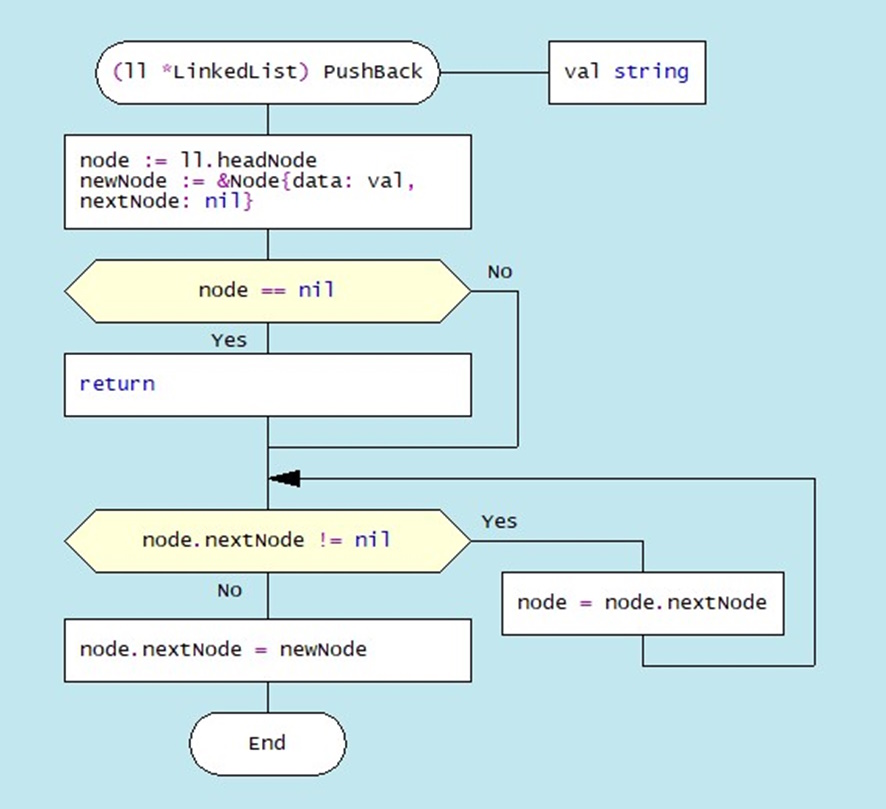 (ll *LinkedList) PushBack
val string
node := ll.headNode
newNode := &Node{data: val,
nextNode: nil}
node == nil
No
Yes
return
node.nextNode != nil
Yes
No
node = node.nextNode
node.nextNode = newNode
End